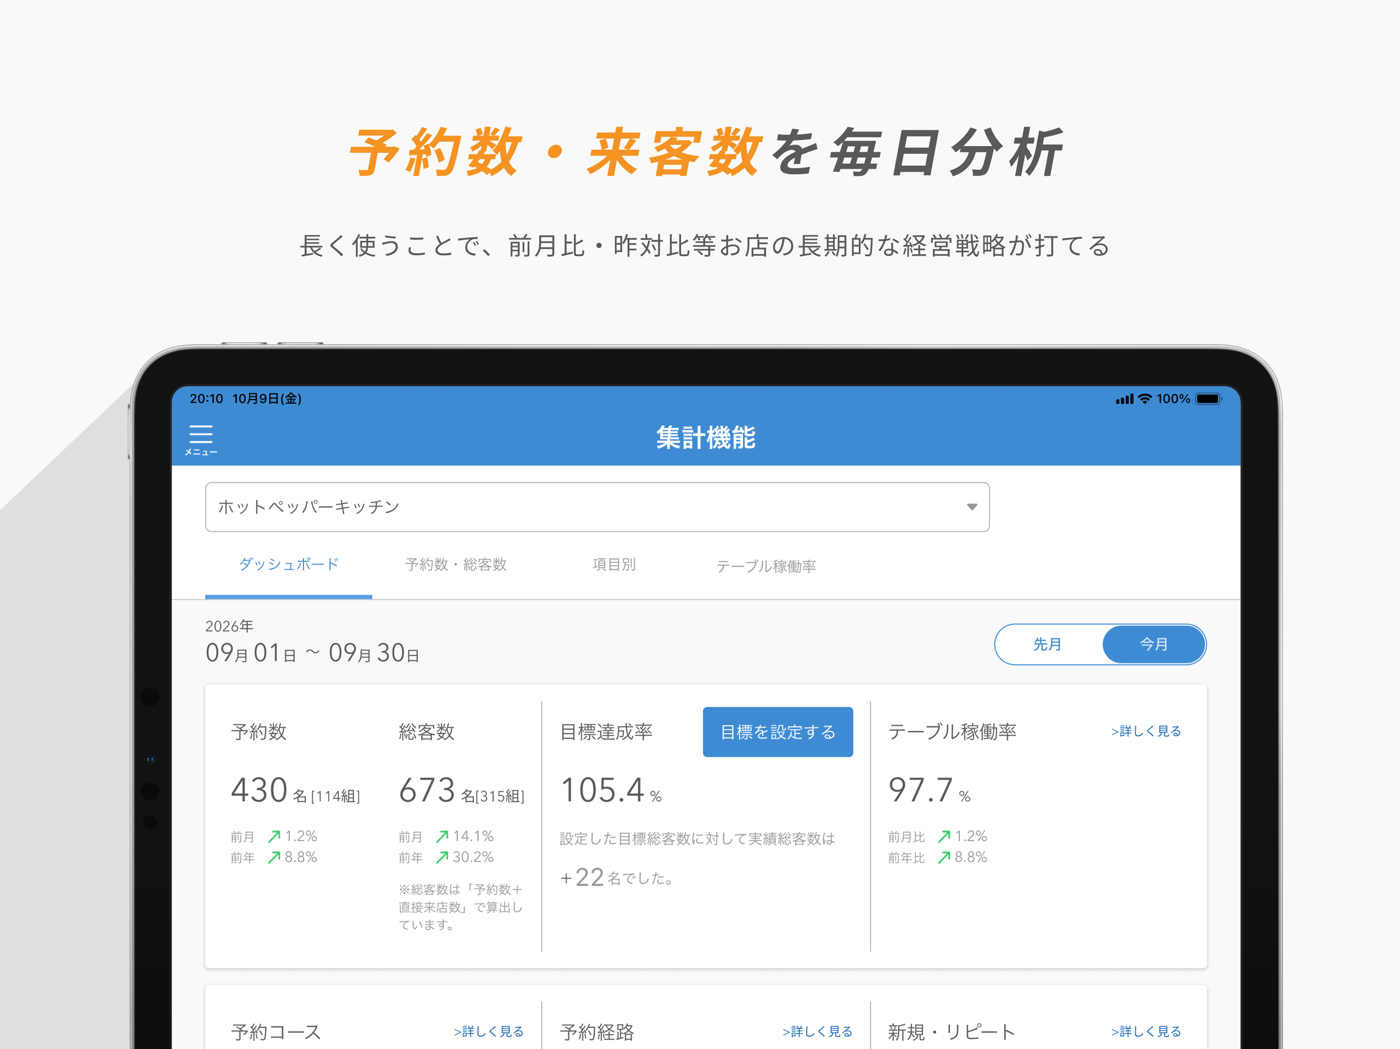 予約数・来客数を毎日分析
長く使うことで、前月比・昨対比等お店の長期的な経営戦略が打てる
20:10 10月9日(金)
100%
メニュー
集計機能
ホットペッパーキッチン
ダッシュボード 予約数・総客数 項目別 テーブル稼働率
2026年
09月01日 ~ 09月30日
先月 今月
予約数
430名 [114組]
前月 1.2%
前年 8.8%
総客数
673名[315組]
前月 14.1%
前年 30.2%
※総客数は「予約数+
直接来店数」で算出し
ています。
目標達成率
目標を設定する
105.4%
設定した目標総客数に対して実績総客数は
+22名でした。
テーブル稼働率
>詳しく見る
97.7%
前月比 1.2%
前年比 8.8%
予約コース >詳しく見る
予約経路 >詳しく見る
新規・リピート >詳しく見る